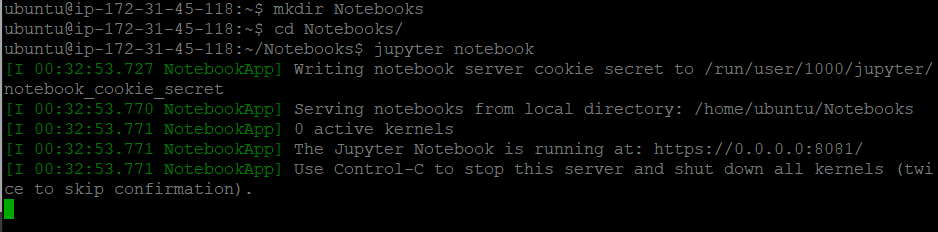 ubuntu@ip-172-31-45-118:~$ mkdir Notebooks
ubuntu@ip-172-31-45-118:~$ cd Notebooks/
ubuntu@ip-172-31-45-118:~/Notebooks$ jupyter notebook
[I 00:32:53.727 NotebookApp] Writing notebook server cookie secret to /run/user/1000/jupyter/
notebook_cookie_secret
[I 00:32:53.770 NotebookApp] Serving notebooks from local directory: /home/ubuntu/Notebooks
[I 00:32:53.771 NotebookApp] 0 active kernels
[I 00:32:53.771 NotebookApp] The Jupyter Notebook is running at: https://0.0.0.0:8081/
[I 00:32:53.771 NotebookApp] Use Control-C to stop this server and shut down all kernels (twi
ce to skip confirmation).